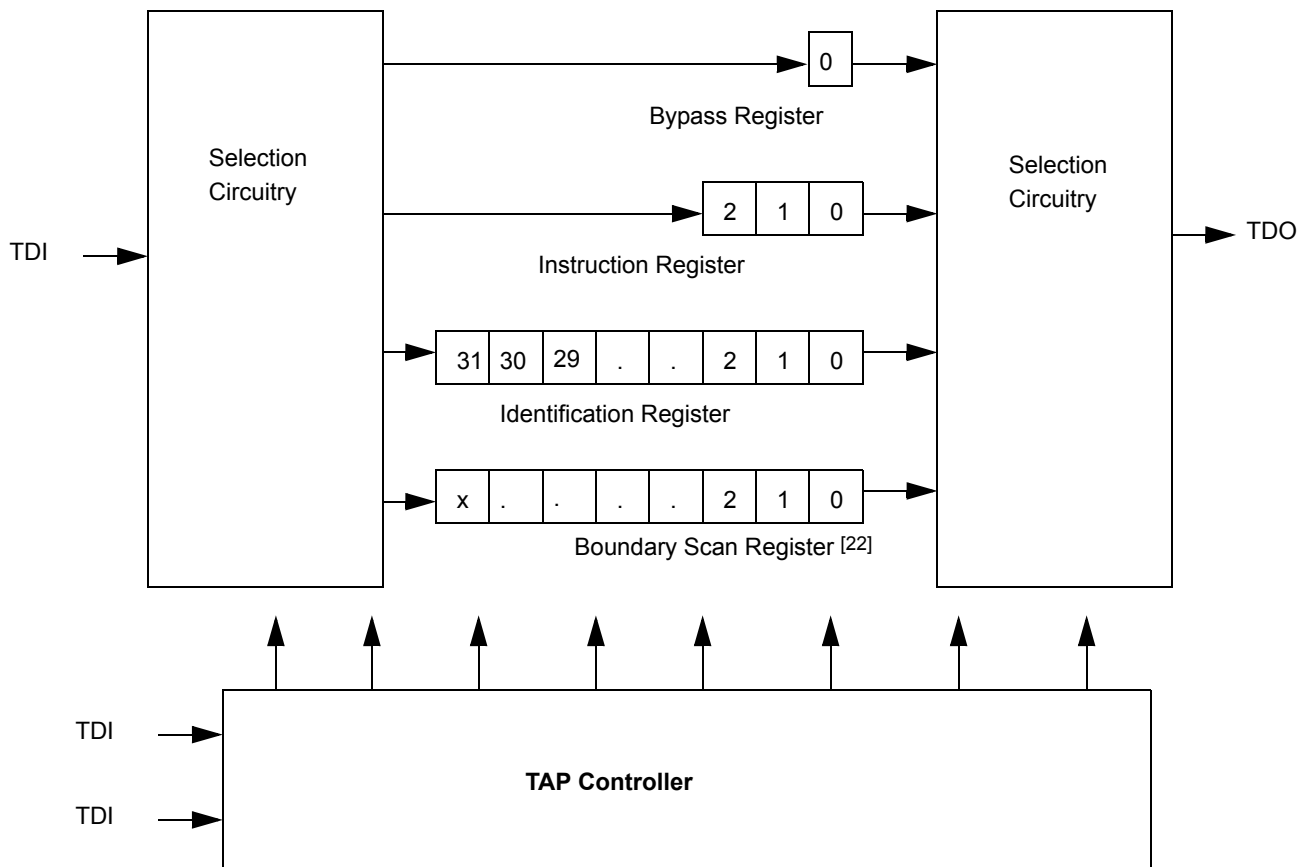 0
Bypass Register
Selection
Circuitry
Selection
Circuitry
2 1 0
TDI
TDO
Instruction Register
31 30 29 . . 2 1 0
Identification Register
x . . . . 2 1 0
Boundary Scan Register [22]
TDI
TAP Controller
TDI